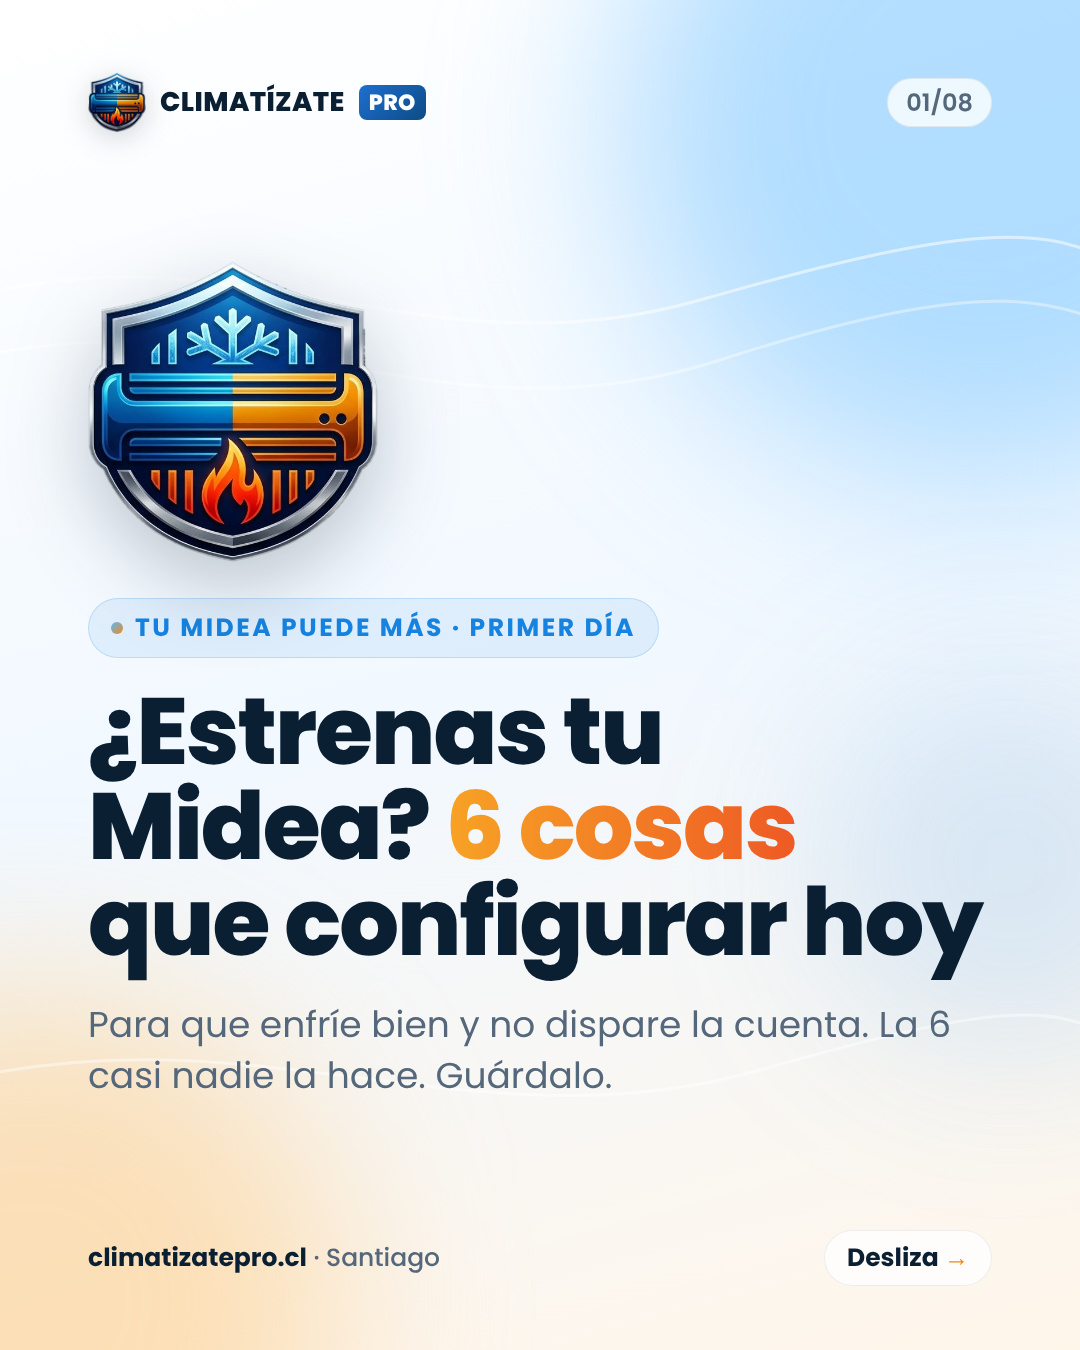 CLIMATÍZATE PRO
01/08
TU MIDEA PUEDE MÁS · PRIMER DÍA
¿Estrenas tu
Midea? 6 cosas
que configurar hoy
Para que enfríe bien y no dispare la cuenta. La 6
casi nadie la hace. Guárdalo.
climatizatepro.cl · Santiago
Desliza →